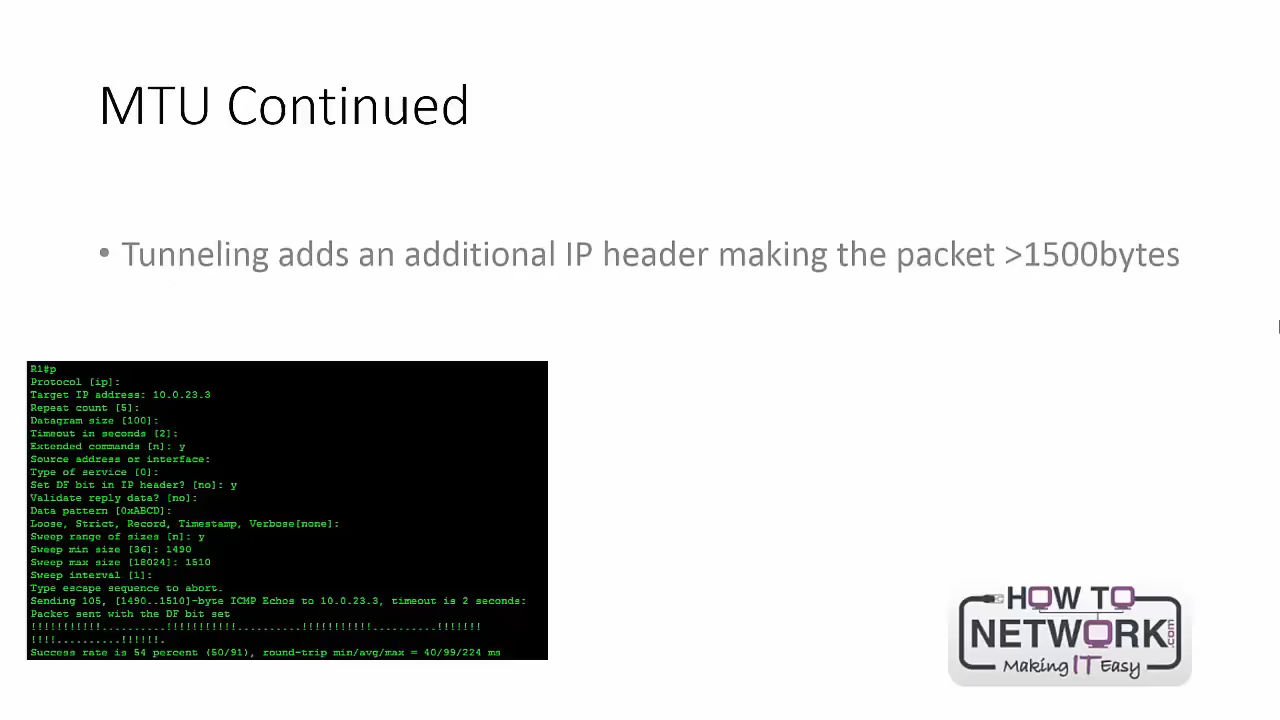 MTU Continued
• Tunneling adds an additional IP header making the packet >1500bytes
R1#p
Protocol [ip]:
Target IP address: 10.0.23.3
Repeat count [5]:
Datagram size [100]:
Timeout in seconds [2]:
Extended commands [n]: y
Source address or interface:
Type of service [0]:
Set DF bit in IP header? [no]: y
Validate reply data? [no]:
Data pattern [0xABCD]:
Loose, Strict, Record, Timestamp, Verbose[none]:
Sweep range of sizes [n]: y
Sweep min size [36]: 1490
Sweep max size [18024]: 1510
Sweep interval [1]:
Type escape sequence to abort.
Sending 105, [1490..1510]-byte ICMP Echos to 10.0.23.3, timeout is 2 seconds:
Packet sent with the DF bit set
!!!!!!!!!!!..........!!!!!!!!!!!..........!!!!!!!!!!!..........!!!!!!!
!!!!..........!!!!!!.
Success rate is 54 percent (50/91), round-trip min/avg/max = 40/99/224 ms
HOW TO
NETWORK.com
Making IT Easy